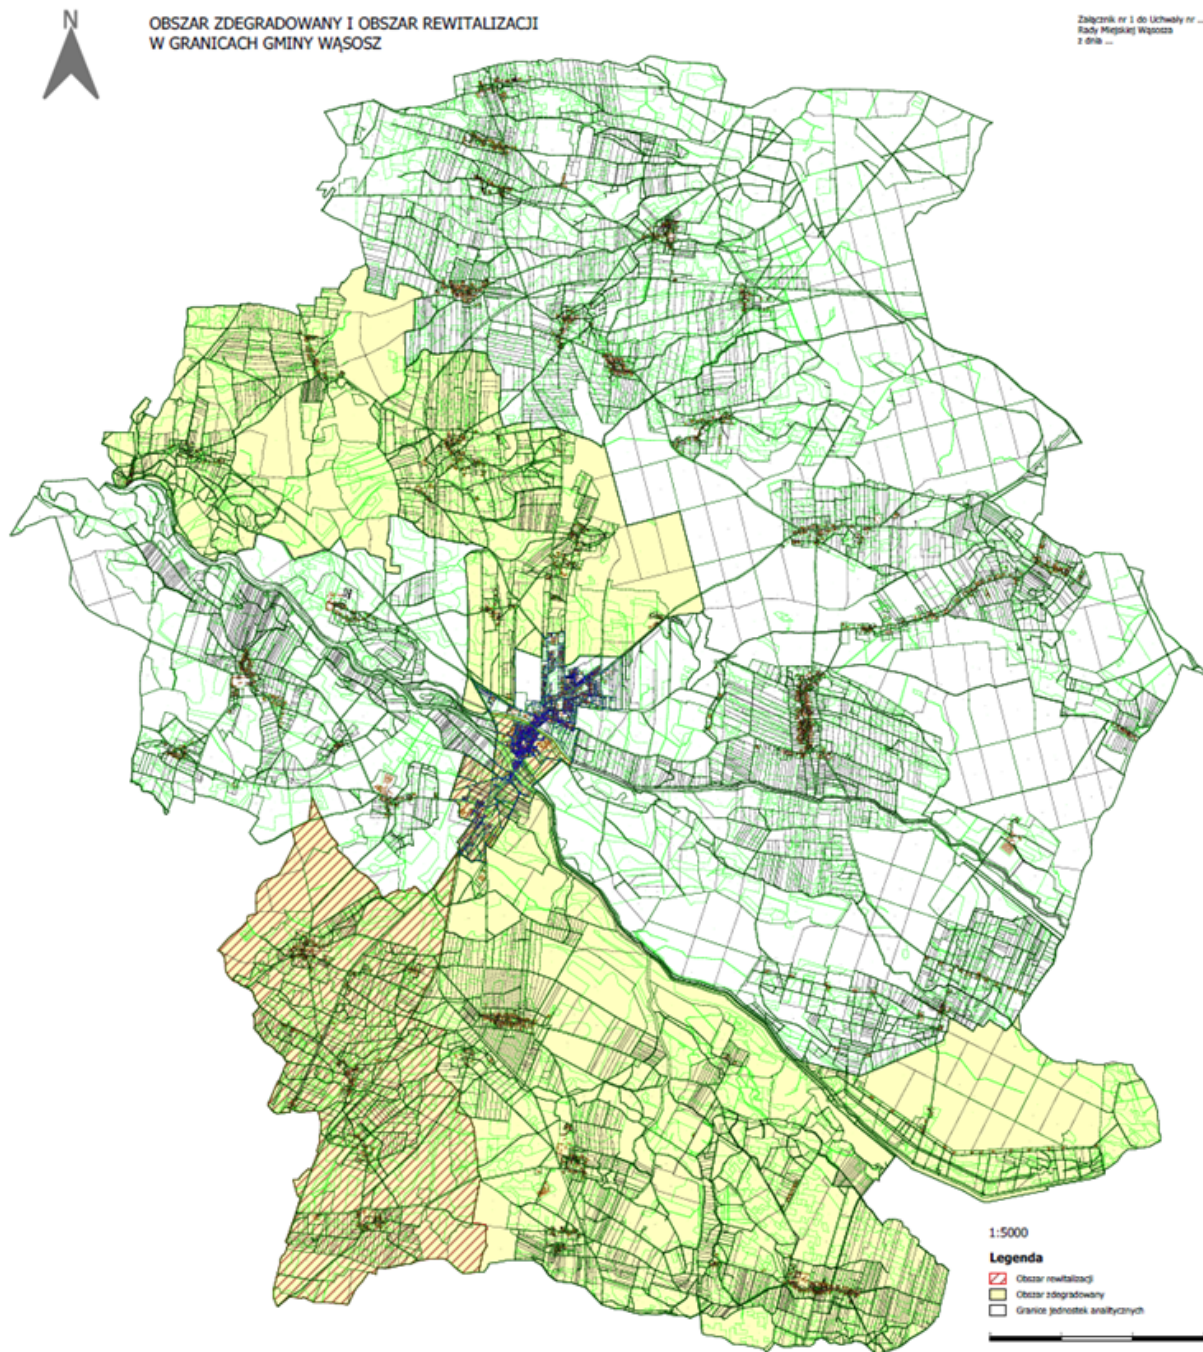 N
OBSZAR ZDEGRADOWANY I OBSZAR REWITALIZACJI
W GRANICACH GMINY WĄSOSZ
Załącznik nr 1 do Uchwały nr ...
Rady Miejskiej Wąsosza
z dnia ...
1:5000
Legenda
Obszar rewitalizacji
Obszar zdegradowany
Granice jednostek analitycznych